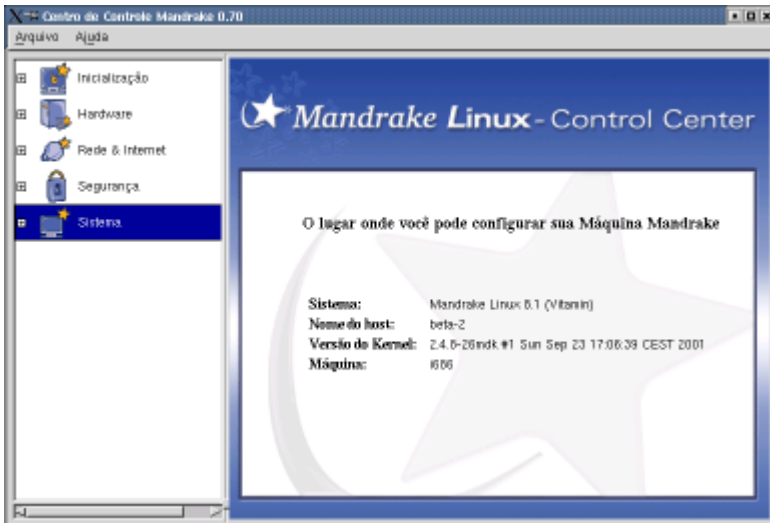 Centro de Controle Mandrake 0.70
Arquivo Ajuda
Inicialização
Hardware
Rede & Internet
Segurança
Sistema
Mandrake Linux - Control Center
O lugar onde você pode configurar sua Máquina Mandrake
Sistema: Mandrake Linux 8.1 (Vitamin)
Nome do host: beta-2
Versão do Kernel: 2.4.8-26mdk #1 Sun Sep 23 17:06:39 CEST 2001
Máquina: i686